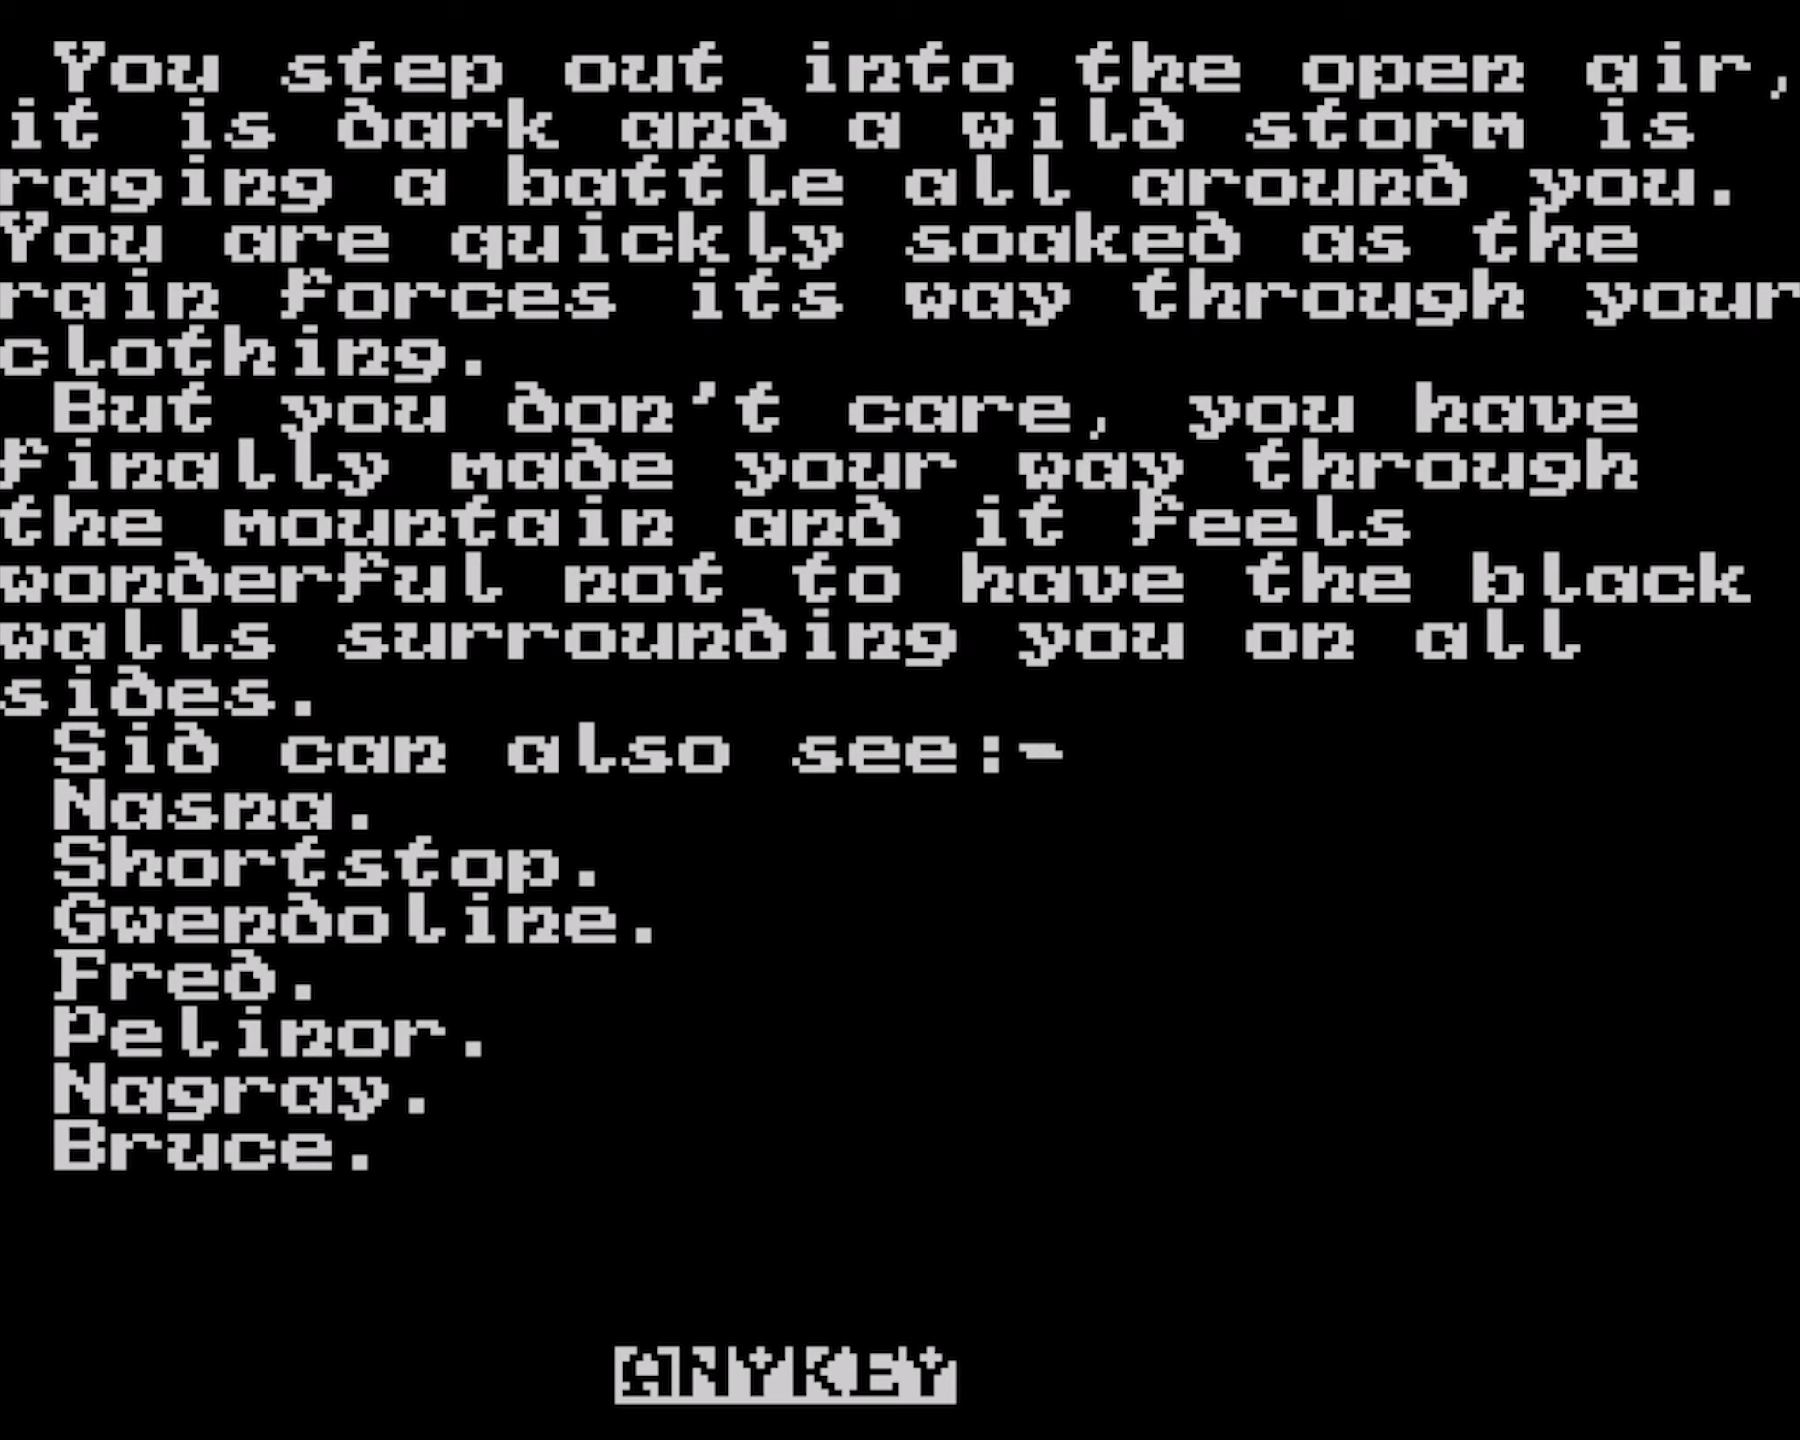 You step out into the open air,
it is dark and a wild storm is
raging a battle all around you.
You are quickly soaked as the
rain forces its way through your
clothing.
But you don't care, you have
finally made your way through
the mountain and it feels
wonderful not to have the black
walls surrounding you on all
sides.
Sid can also see:-
Nasna.
Shortstop.
Gwendoline.
Fred.
Pelinor.
Nagray.
Bruce.
ANYKEY